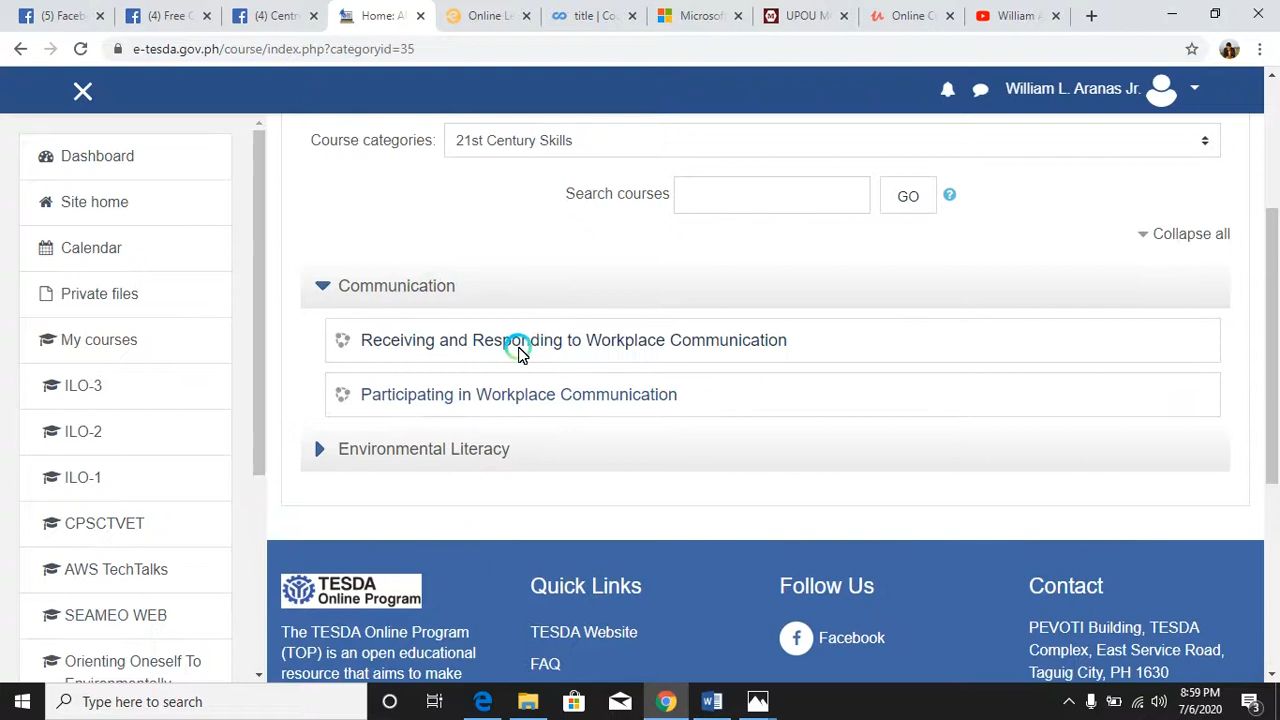 (5) Faceb
(4) Free C
(4) Centr
Home: A
Online Le
title | Co
Microsof
UPOU M
Online C
William
e-tesda.gov.ph/course/index.php?categoryid=35
William L. Aranas Jr.
Dashboard
Site home
Calendar
Private files
My courses
ILO-3
ILO-2
ILO-1
CPSCTVET
AWS TechTalks
SEAMEO WEB
Orienting Oneself To
Environmentally
Course categories:
21st Century Skills
Search courses
GO
Collapse all
Communication
Receiving and Responding to Workplace Communication
Participating in Workplace Communication
Environmental Literacy
TESDA
Online Program
The TESDA Online Program
(TOP) is an open educational
resource that aims to make
Quick Links
TESDA Website
FAQ
Follow Us
Facebook
Contact
PEVOTI Building, TESDA
Complex, East Service Road,
Taguig City, PH 1630
Type here to search
8:59 PM
7/6/2020
3